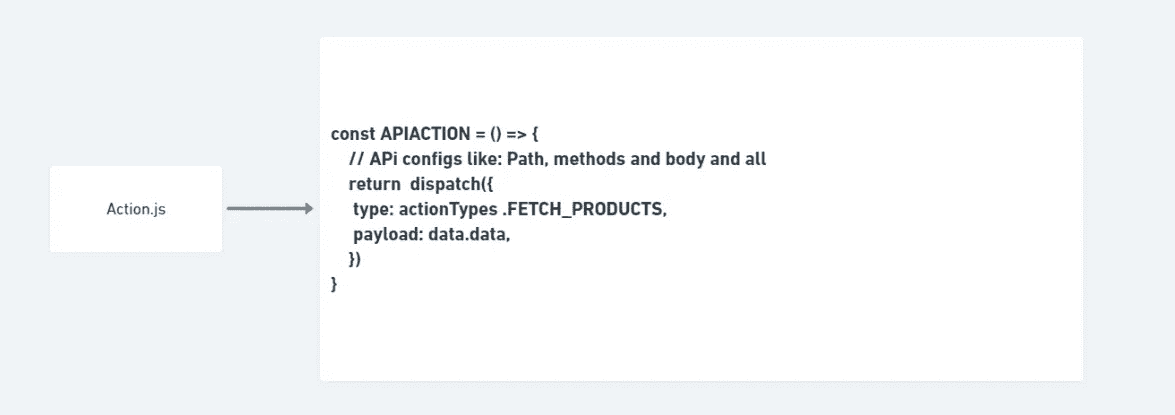 Action.js
const APIACTION = () => {
// APi configs like: Path, methods and body and all
return dispatch({
type: actionTypes .FETCH_PRODUCTS,
payload: data.data,
})
}